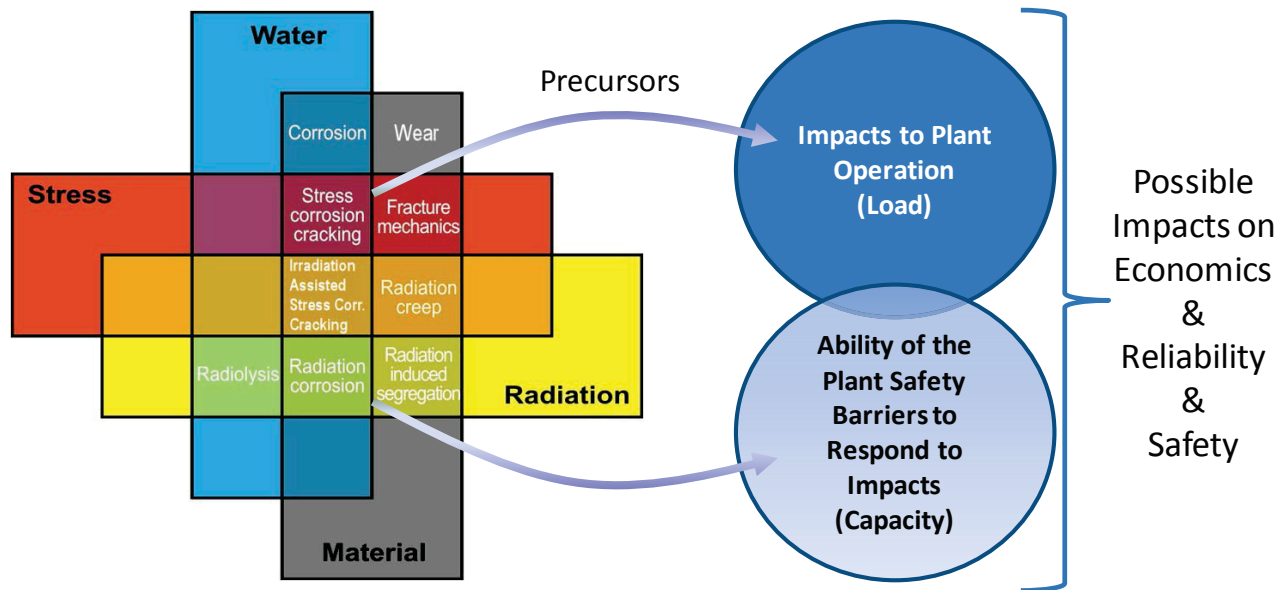 Water
Corrosion
Wear
Stress
Stress
corrosion
cracking
Fracture
mechanics
Irradiation
Assisted
Stress Corr.
Cracking
Radiation
creep
Radiolysis
Radiation
corrosion
Radiation
induced
segregation
Radiation
Material
Precursors
Impacts to Plant
Operation
(Load)
Ability of the
Plant Safety
Barriers to
Respond to
Impacts
(Capacity)
Possible
Impacts on
Economics
&
Reliability
&
Safety